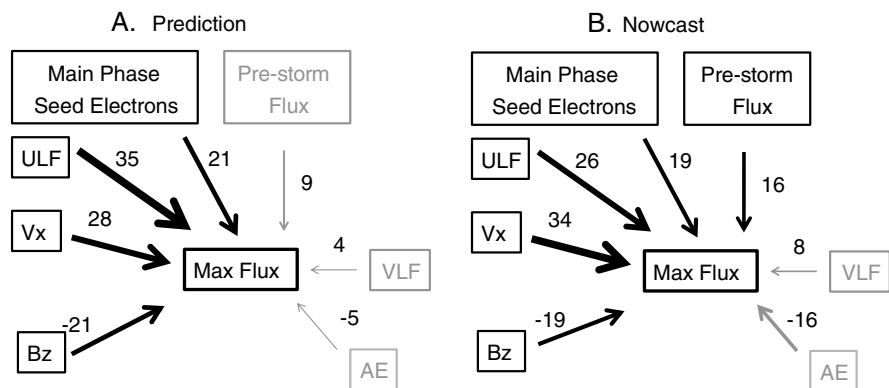 A. Prediction
Main Phase
Seed Electrons
Pre-storm
Flux
ULF
35
21
9
Vx
28
4
Max Flux
VLF
-21
-5
Bz
AE
B. Nowcast
Main Phase
Seed Electrons
Pre-storm
Flux
ULF
26
19
16
Vx
34
8
Max Flux
VLF
-19
-16
Bz
AE